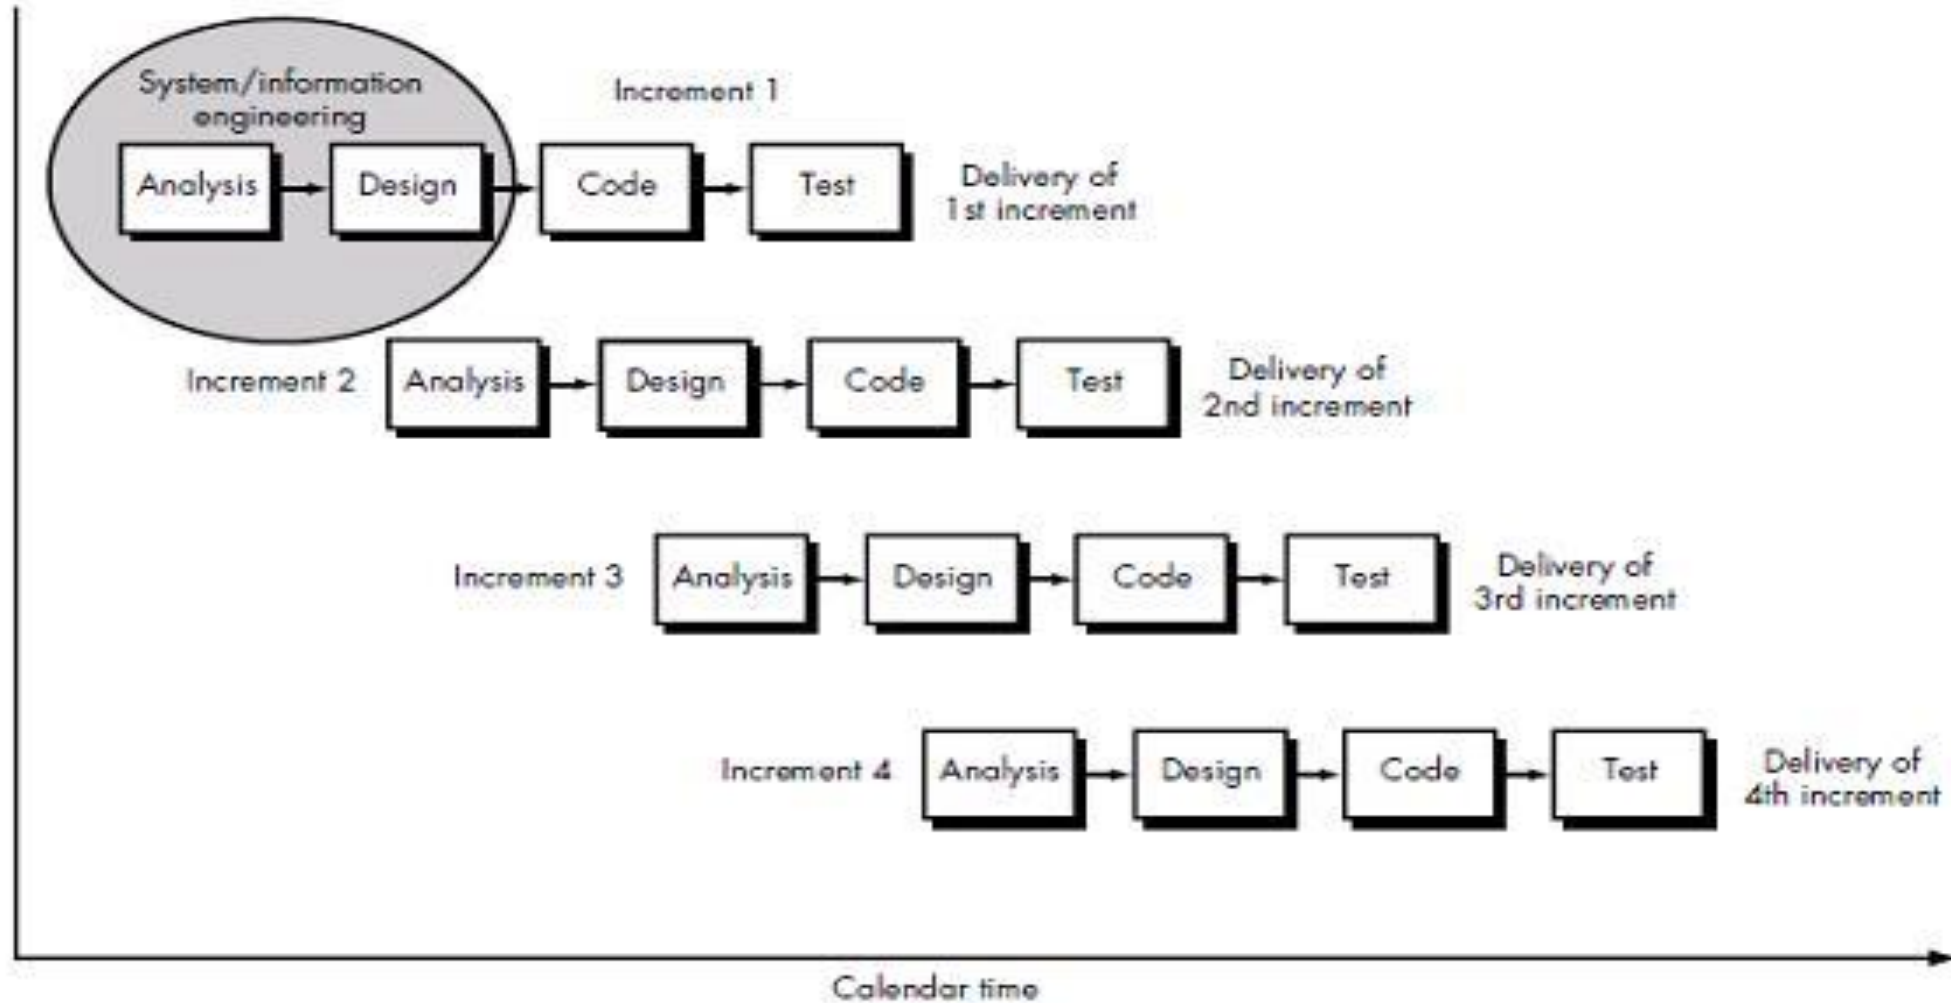 System/information
engineering
Increment 1
Analysis
Design
Code
Test
Delivery of
1st increment
Increment 2
Analysis
Design
Code
Test
Delivery of
2nd increment
Increment 3
Analysis
Design
Code
Test
Delivery of
3rd increment
Increment 4
Analysis
Design
Code
Test
Delivery of
4th increment
Calendar time